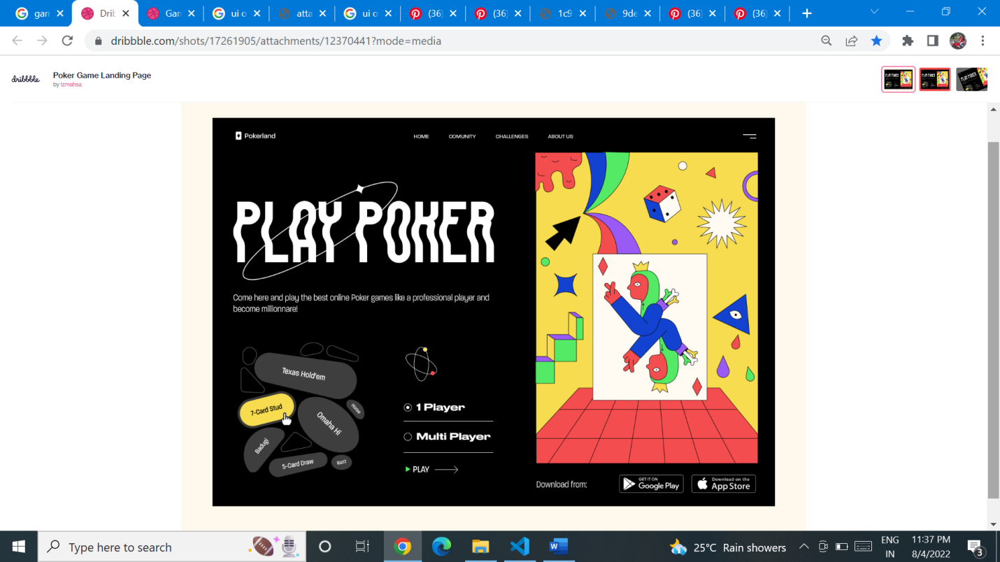 gan
Drib
Gan
ui o
atta
ui o
(36)
(36)
1c9
9de
(36)
(36)
dribbble.com/shots/17261905/attachments/12370441?mode=media
dribbble
Poker Game Landing Page
by Izmahsa
Pokerland
HOME
COMUNITY
CHALLENGES
ABOUT US
PLAY POKER
Come here and play the best online Poker games like a professional player and
become millionnare!
Texas Hold'em
7-Card Stud
Horse
Omaha Hi
Badugi
5-Card Draw
Razz
1 Player
Multi Player
PLAY
Download from:
GET IT ON
Google Play
Download on the
App Store
Type here to search
25°C Rain showers
ENG
IN
11:37 PM
8/4/2022
3